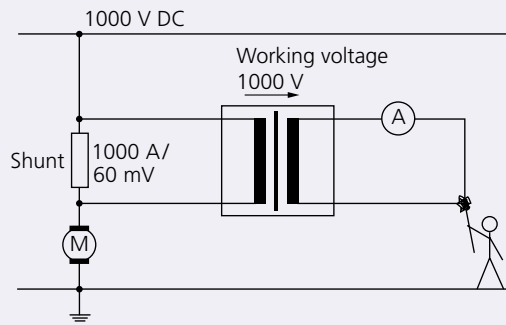 1000 V DC
Working voltage
1000 V
A
Shunt
1000 A/
60 mV
M